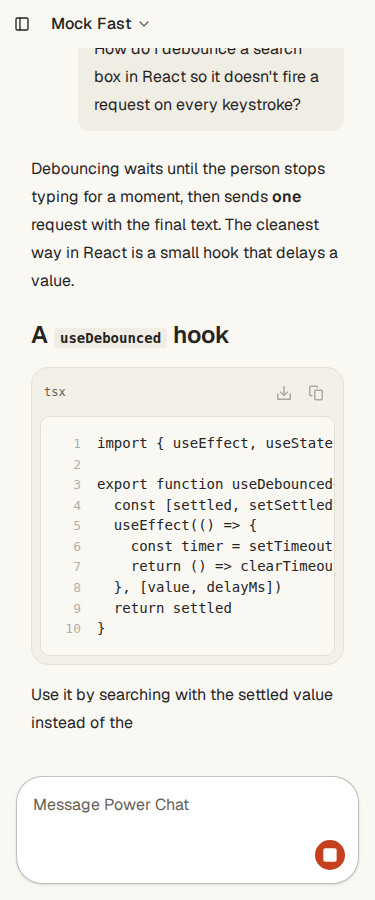 Mock Fast
How do I debounce a search
box in React so it doesn't fire a
request on every keystroke?
Debouncing waits until the person stops
typing for a moment, then sends one
request with the final text. The cleanest
way in React is a small hook that delays a
value.
A useDebounced hook
tsx
1 import { useEffect, useState
2
3 export function useDebounced
4   const [settled, setSettled
5   useEffect(() => {
6     const timer = setTimeout
7     return () => clearTimeou
8   }, [value, delayMs])
9   return settled
10 }
Use it by searching with the settled value
instead of the
Message Power Chat